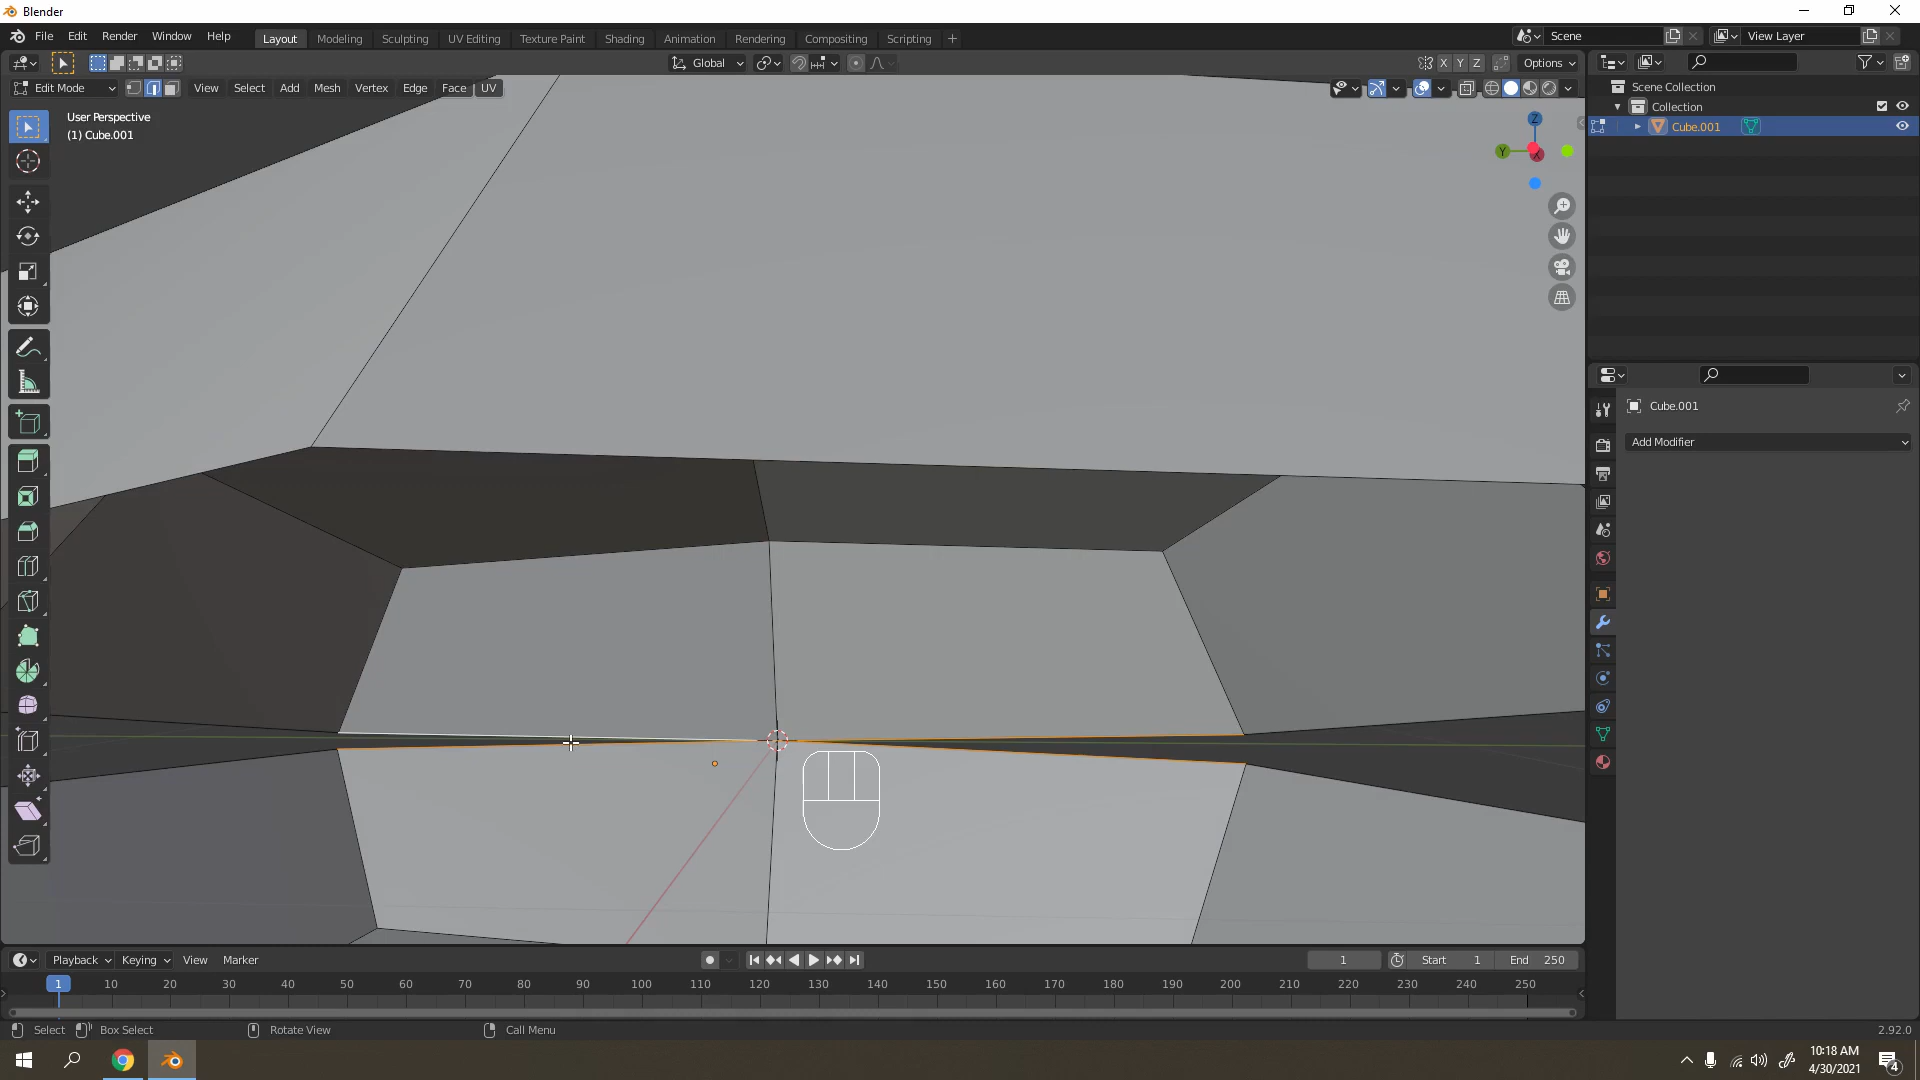 Blender
File Edit Render Window Help
Layout Modeling Sculpting UV Editing Texture Paint Shading Animation Rendering Compositing Scripting +
Scene
View Layer
Global
X Y Z
Options
Edit Mode
View Select Add Mesh Vertex Edge Face UV
User Perspective
(1) Cube.001
Z
Y
X
Scene Collection
Collection
Cube.001
Cube.001
Add Modifier
Playback Keying View Marker
1
Start 1
End 250
1 10 20 30 40 50 60 70 80 90 100 110 120 130 140 150 160 170 180 190 200 210 220 230 240 250
Select Box Select Rotate View Call Menu
2.92.0
10:18 AM
4/30/2021
4